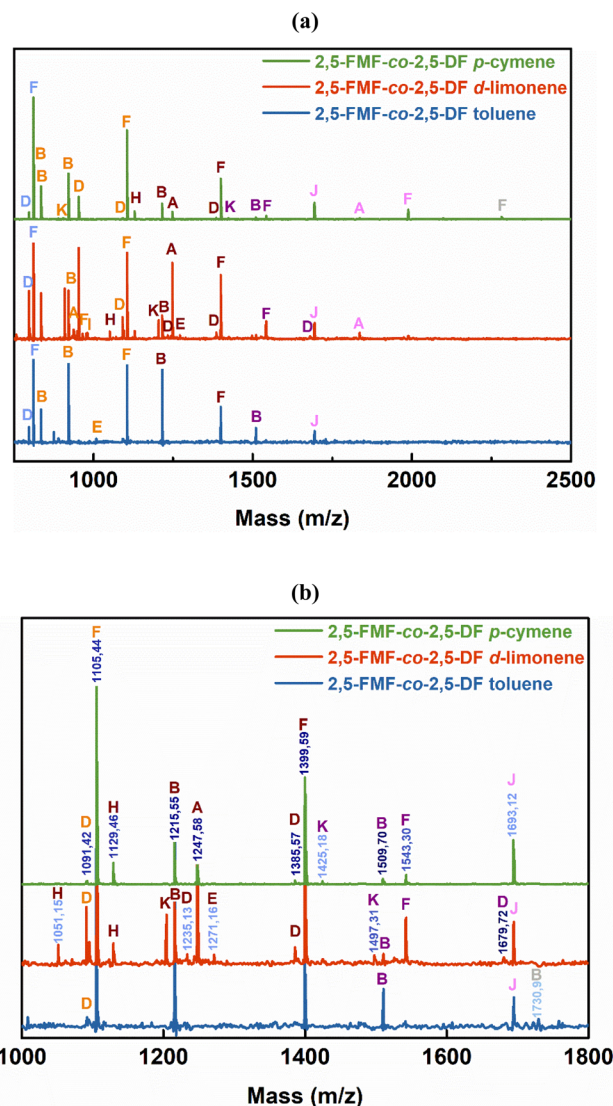 (a)
2,5-FMF-co-2,5-DF p-cymene
2,5-FMF-co-2,5-DF d-limonene
2,5-FMF-co-2,5-DF toluene
F
F
B
B
B
D
D
K
D
H
B
A
F
D
K
B
F
J
A
F
F
F
D
B
A
F
I
F
D
H
K
B
D
A
E
D
F
F
D
J
A
F
D
B
B
E
F
B
F
B
J
1000
1500
2000
2500
Mass (m/z)
(b)
2,5-FMF-co-2,5-DF p-cymene
2,5-FMF-co-2,5-DF d-limonene
2,5-FMF-co-2,5-DF toluene
F
1105,44
D
1091,42
H
1129,46
B
1215,55
A
1247,58
D
1385,57
F
1399,59
K
1425,18
B
1509,70
F
1543,30
J
1693,12
H
1051,15
D
H
K
B
D
1235,13
E
1271,16
D
K
1497,31
B
F
D
1679,72
J
D
B
J
B
1000
1200
1400
1600
1800
Mass (m/z)